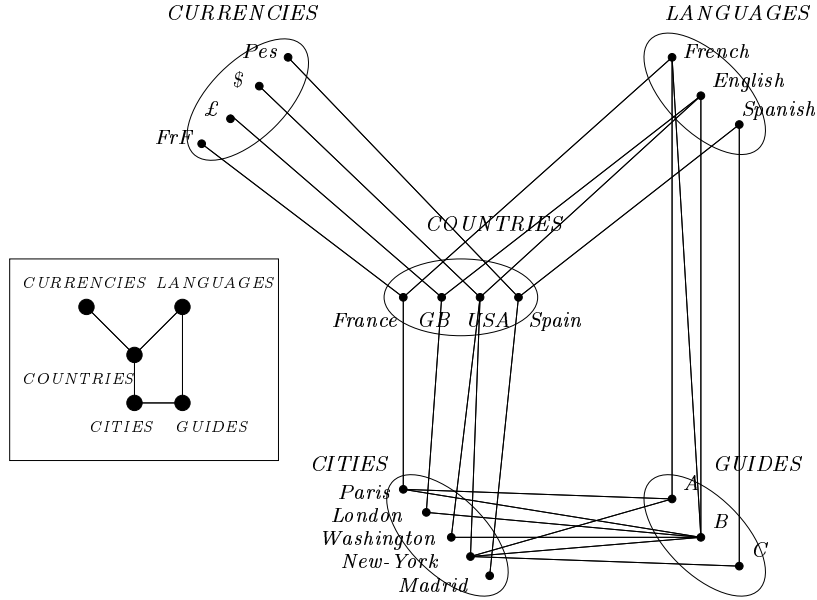 CURRENCIES
LANGUAGES
Pes
$
£
FrF
French
English
Spanish
COUNTRIES
France GB USA Spain
CURRENCIES LANGUAGES
COUNTRIES
CITIES GUIDES
CITIES
GUIDES
Paris
London
Washington
New-York
Madrid
A
B
C